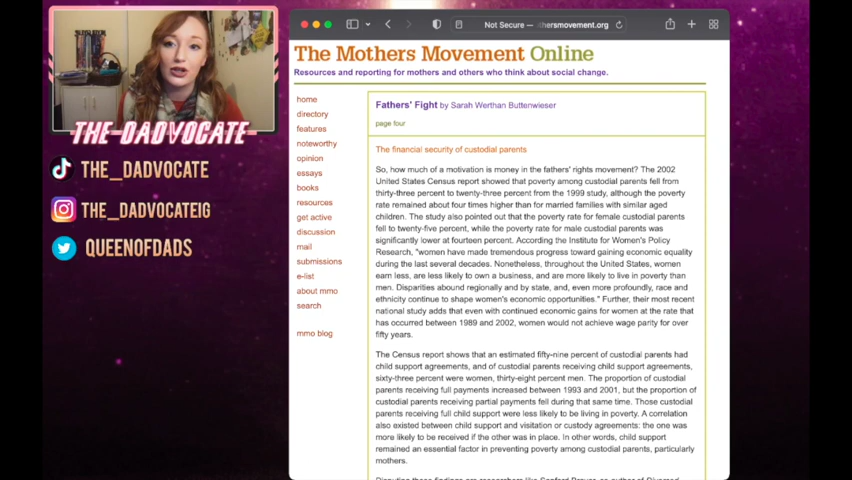 Not Secure — thersmovement.org
The Mothers Movement Online
Resources and reporting for mothers and others who think about social change.
home
directory
features
noteworthy
opinion
essays
books
resources
get active
discussion
mail
submissions
e-list
about mmo
search
mmo blog
Fathers' Fight by Sarah Werthan Buttenwieser
page four
The financial security of custodial parents
So, how much of a motivation is money in the fathers' rights movement? The 2002
United States Census report showed that poverty among custodial parents fell from
thirty-three percent to twenty-three percent from the 1999 study, although the poverty
rate remained about four times higher than for married families with similar aged
children. The study also pointed out that the poverty rate for female custodial parents
fell to twenty-five percent, while the poverty rate for male custodial parents was
significantly lower at fourteen percent. According the Institute for Women's Policy
Research, "women have made tremendous progress toward gaining economic equality
during the last several decades. Nonetheless, throughout the United States, women
earn less, are less likely to own a business, and are more likely to live in poverty than
men. Disparities abound regionally and by state, and, even more profoundly, race and
ethnicity continue to shape women's economic opportunities." Further, their most recent
national study adds that even with continued economic gains for women at the rate that
has occurred between 1989 and 2002, women would not achieve wage parity for over
fifty years.
The Census report shows that an estimated fifty-nine percent of custodial parents had
child support agreements, and of custodial parents receiving child support agreements,
sixty-three percent were women, thirty-eight percent men. The proportion of custodial
parents receiving full payments increased between 1993 and 2001, but the proportion of
custodial parents receiving partial payments fell during that same time. Those custodial
parents receiving full child support were less likely to be living in poverty. A correlation
also existed between child support and visitation or custody agreements: the one was
more likely to be received if the other was in place. In other words, child support
remained an essential factor in preventing poverty among custodial parents, particularly
mothers.
THE DADVOCATE
THE_DADVOCATE
THE_DADVOCATEIG
QUEENOFDADS